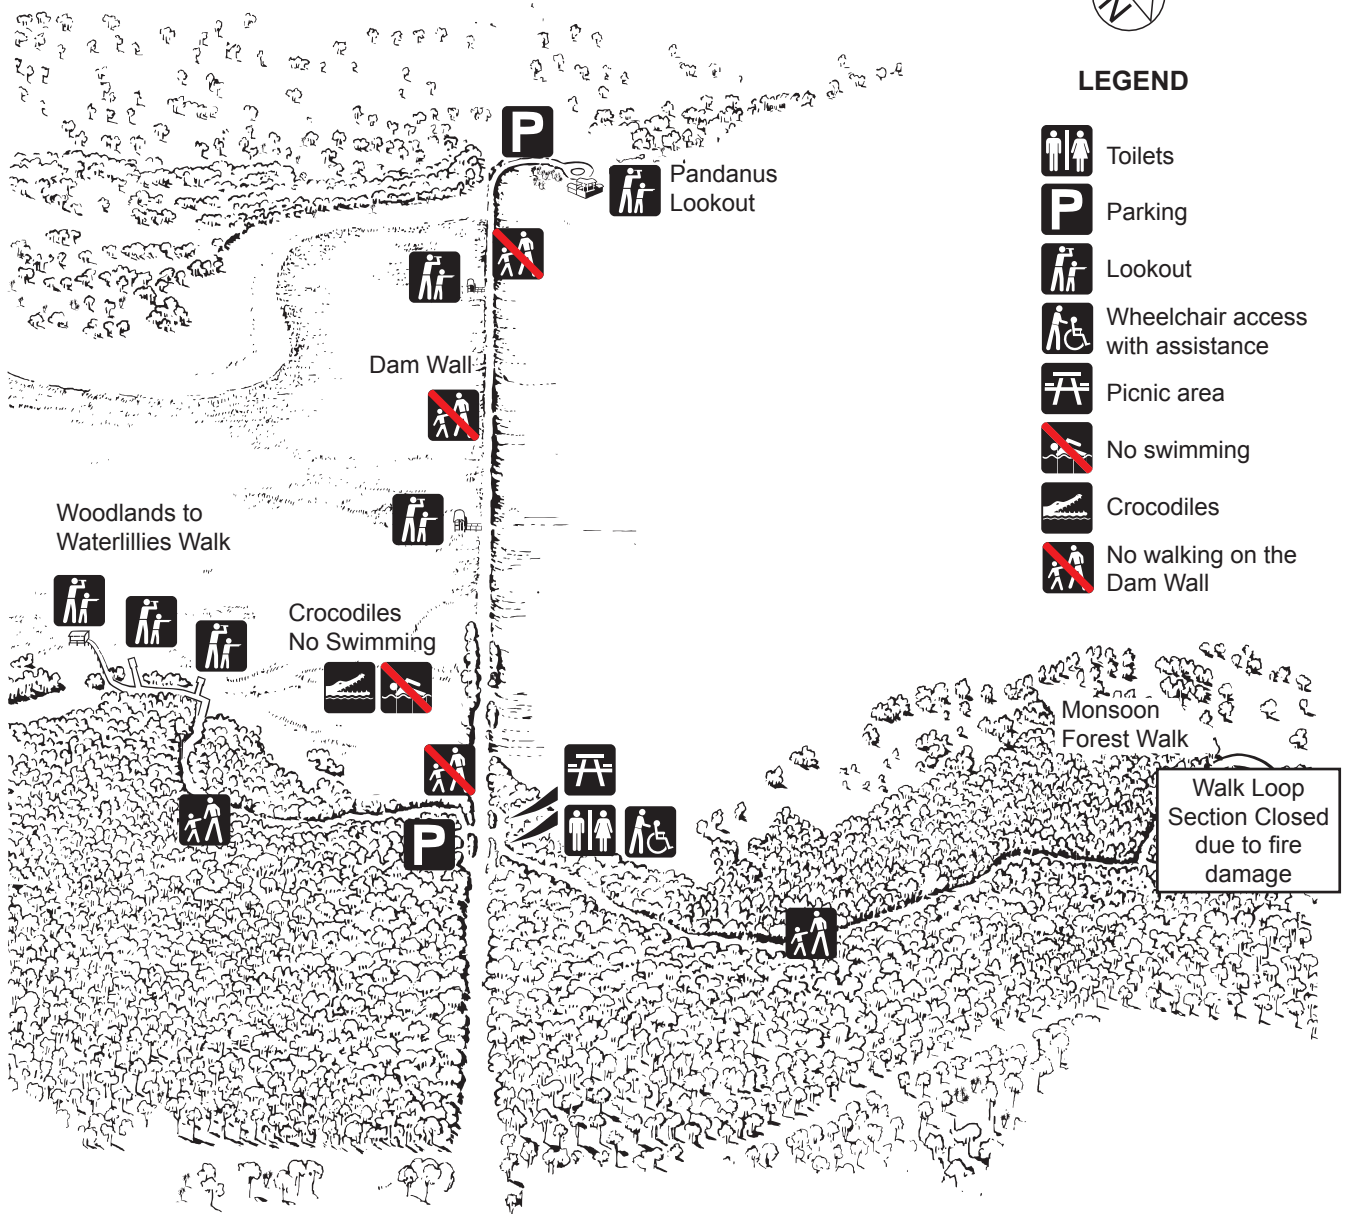 N
LEGEND
Toilets
P
Parking
Lookout
Wheelchair access
with assistance
Picnic area
No swimming
Crocodiles
No walking on the
Dam Wall
P
Pandanus
Lookout
Dam Wall
Woodlands to
Waterlillies Walk
Crocodiles
No Swimming
P
Monsoon
Forest Walk
Walk Loop
Section Closed
due to fire
damage